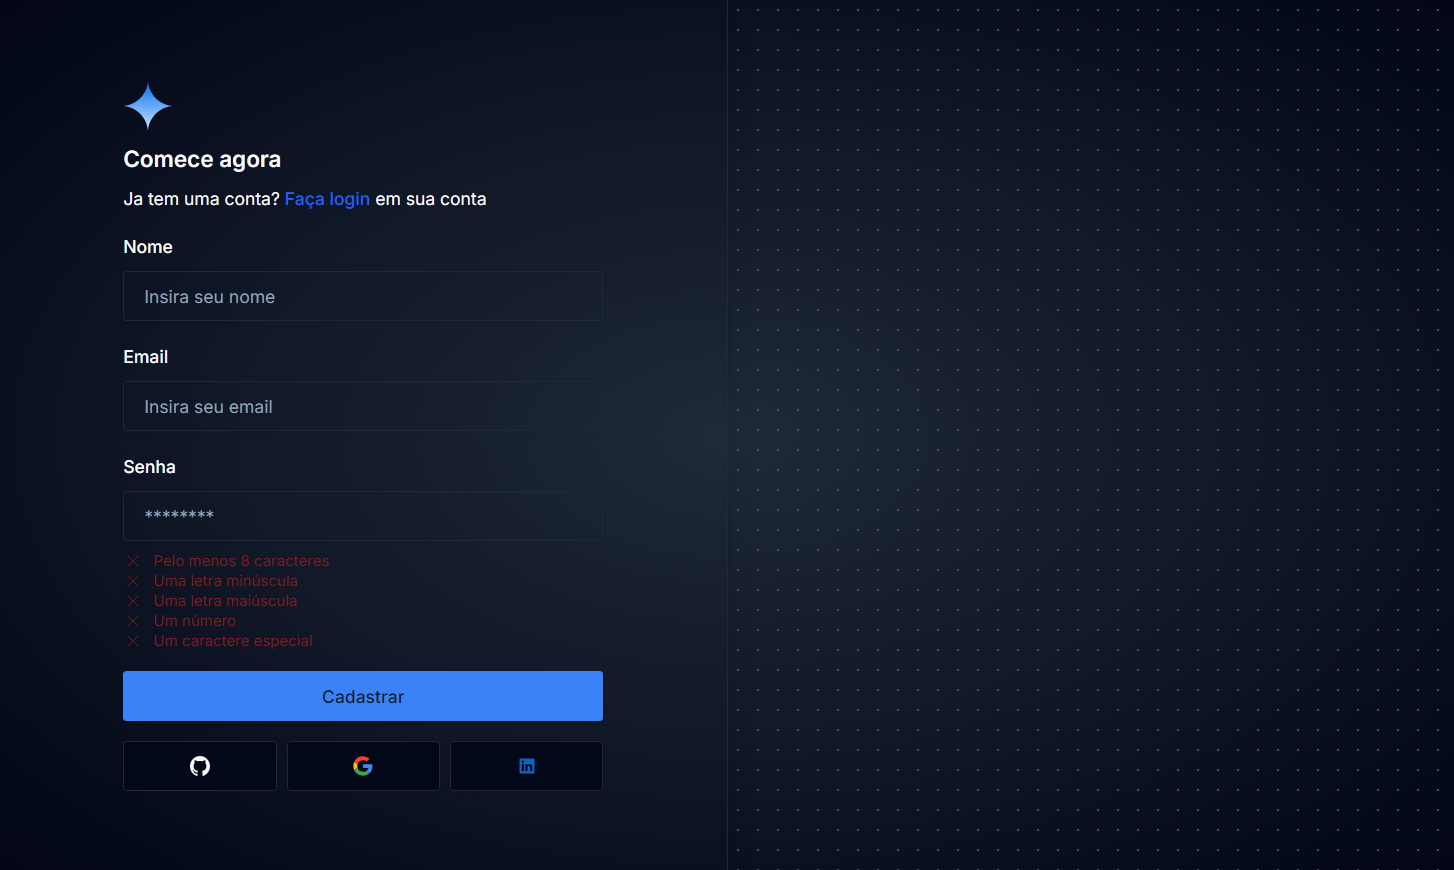 Comece agora
Ja tem uma conta? Faça login em sua conta
Nome
Insira seu nome
Email
Insira seu email
Senha
********
Pelo menos 8 caracteres
Uma letra minúscula
Uma letra maiúscula
Um número
Um caractere especial
Cadastrar